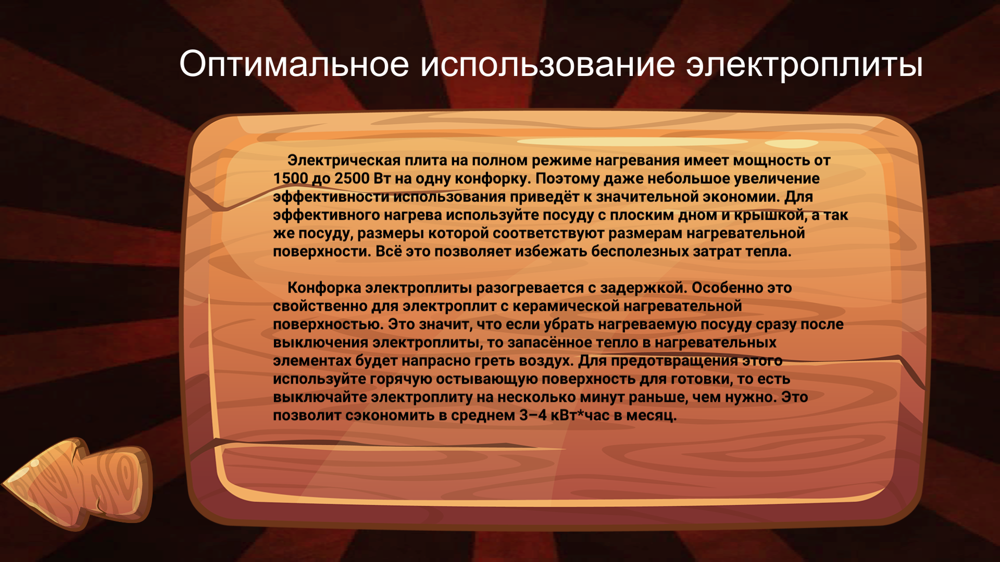 Оптимальное использование электроплиты
Электрическая плита на полном режиме нагревания имеет мощность от
1500 до 2500 Вт на одну конфорку. Поэтому даже небольшое увеличение
эффективности использования приведёт к значительной экономии. Для
эффективного нагрева используйте посуду с плоским дном и крышкой, а так
же посуду, размеры которой соответствуют размерам нагревательной
поверхности. Всё это позволяет избежать бесполезных затрат тепла.
Конфорка электроплиты разогревается с задержкой. Особенно это
свойственно для электроплит с керамической нагревательной
поверхностью. Это значит, что если убрать нагреваемую посуду сразу после
выключения электроплиты, то запасённное тепло в нагревательных
элементах будет напрасно греть воздух. Для предотвращения этого
используйте горячую остывающую поверхность для готовки, то есть
выключайте электроплиту на несколько минут раньше, чем нужно. Это
позволит сэкономить в среднем 3–4 кВт*час в месяц.